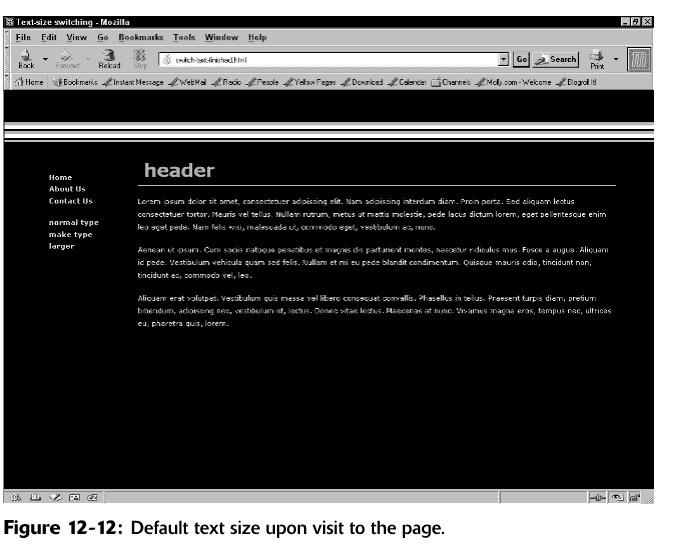 Text-size switching - Mozilla
File Edit View Go Bookmarks Tools Window Help
Back Forward Reload Stop switch-text-finished.html Go Search Print
Home Bookmarks Instant Message WebMail Radio People Yellow Pages Download Calendar Channels Molly.com - Welcome Blogroll It!
header
Home
About Us
Contact Us
normal type
make type
larger
Lorem ipsum dolor sit amet, consectetuer adipiscing elit. Nam adipiscing interdum diam. Proin porta. Sed aliquam lectus
consectetuer tortor. Mauris vel tellus. Nullam rutrum, metus ut mattis molestie, pede lacus dictum lorem, eget pellentesque enim
leo eget pede. Nam felis wisi, malesuada ut, commodo eget, vestibulum ac, nunc.
Aenean ut ipsum. Cum sociis natoque penatibus et magnis dis parturient montes, nascetur ridiculus mus. Fusce a augue. Aliquam
id pede. Vestibulum vehicula quam sed felis. Nullam et mi eu pede blandit condimentum. Quisque mauris odio, tincidunt non,
tincidunt ac, commodo vel, leo.
Aliquam erat volutpat. Vestibulum quis massa vel libero consequat convallis. Phasellus in tellus. Praesent turpis diam, pretium
bibendum, adipiscing nec, vestibulum et, lectus. Donec vitae lectus. Maecenas at nunc. Vivamus magna eros, tempus nec, ultrices
eu, pharetra quis, lorem.
Figure 12-12: Default text size upon visit to the page.